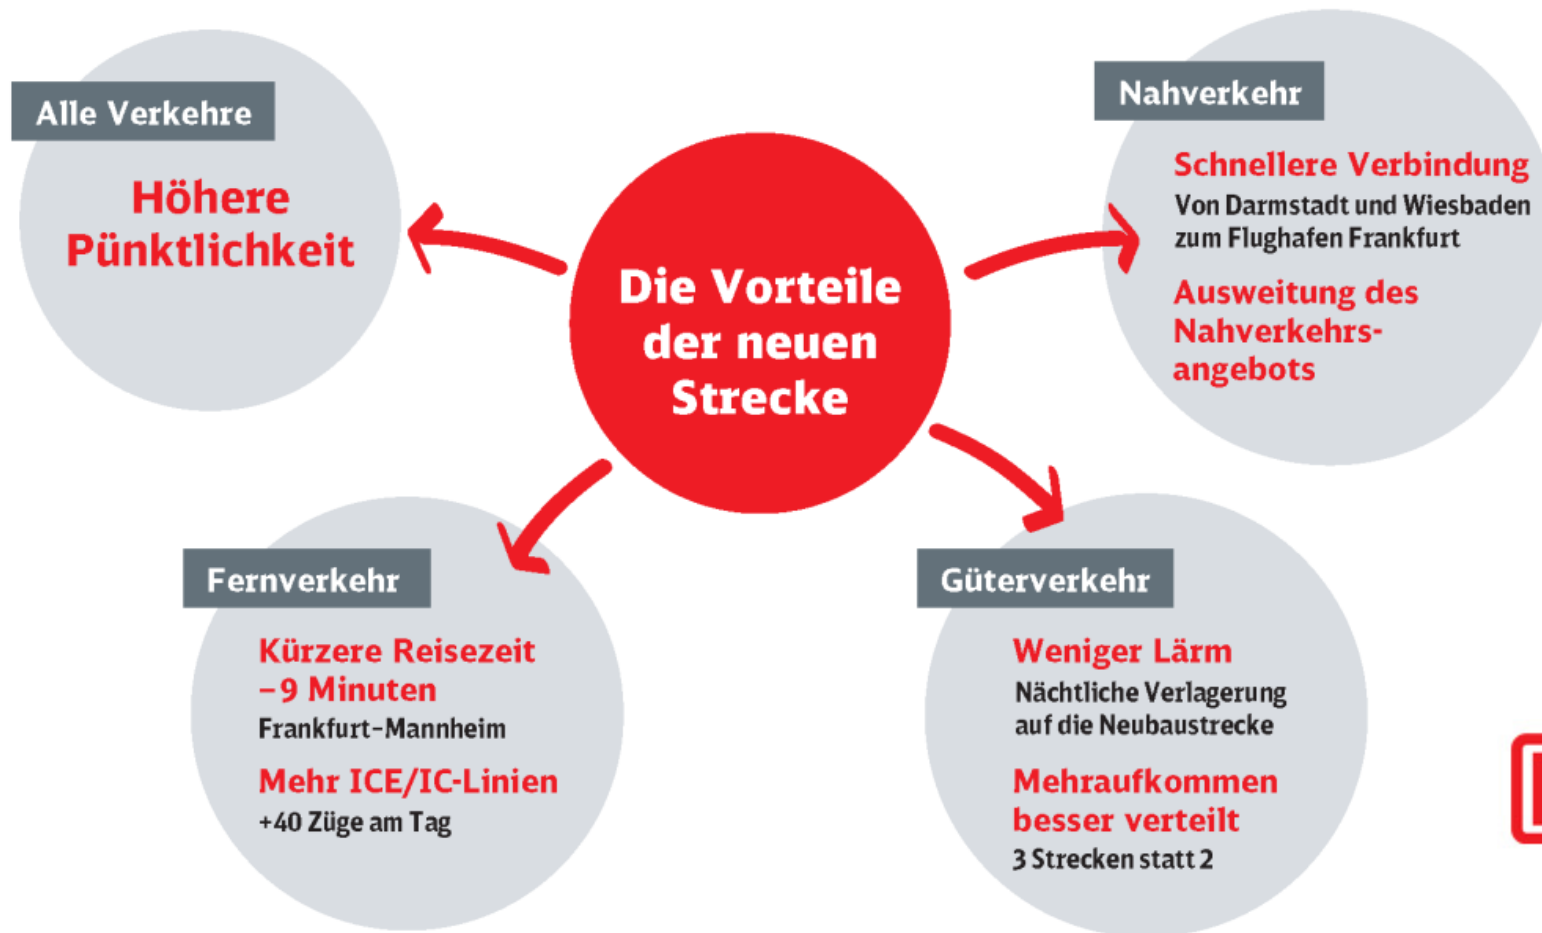 Alle Verkehre
Höhere
Pünktlichkeit
Die Vorteile
der neuen
Strecke
Nahverkehr
Schnellere Verbindung
Von Darmstadt und Wiesbaden
zum Flughafen Frankfurt
Ausweitung des
Nahverkehrs-
angebots
Fernverkehr
Kürzere Reisezeit
–9 Minuten
Frankfurt–Mannheim
Mehr ICE/IC-Linien
+40 Züge am Tag
Güterverkehr
Weniger Lärm
Nächtliche Verlagerung
auf die Neubaustrecke
Mehraufkommen
besser verteilt
3 Strecken statt 2